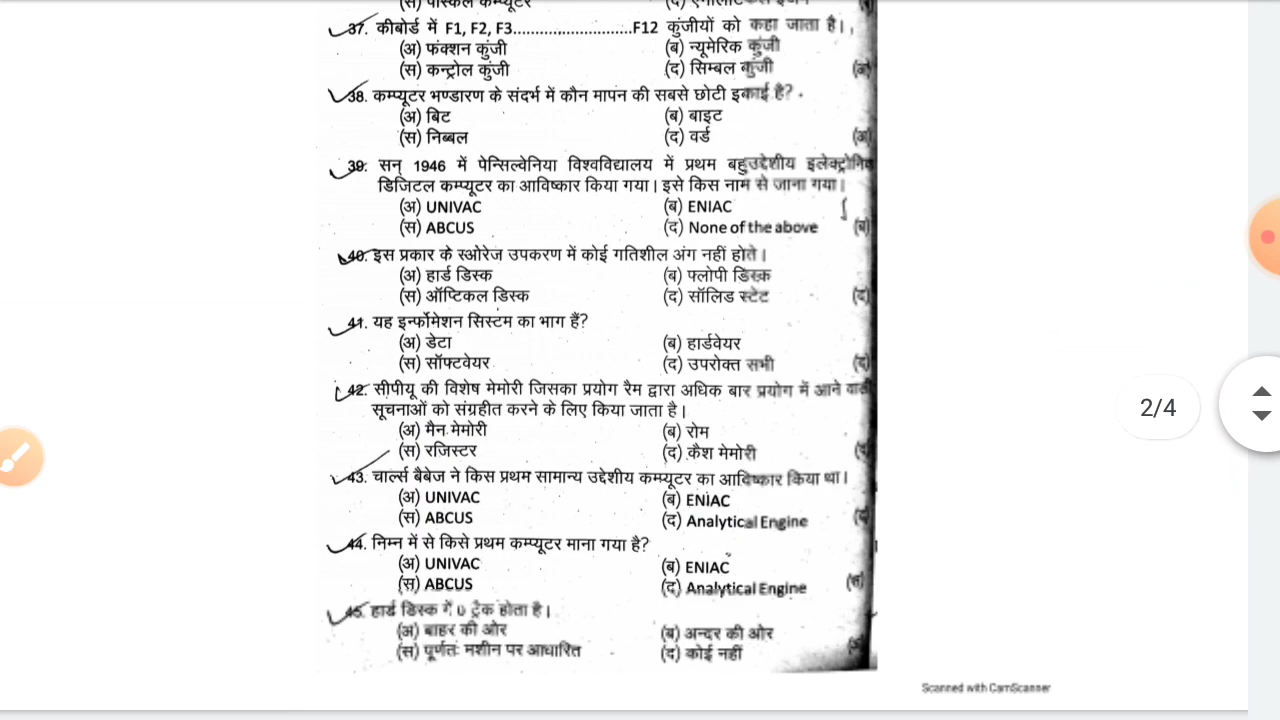 (स) पास्कल कम्प्यूटर
37. कीबोर्ड में F1, F2, F3...........................F12 कुंजीयों को कहा जाता है।
(अ) फंक्शन कुंजी (ब) न्यूमेरिक कुंजी
(स) कन्ट्रोल कुंजी (द) सिम्बल कुंजी (अ)
38. कम्प्यूटर भण्डारण के संदर्भ में कौन मापन की सबसे छोटी इकाई है?
(अ) बिट (ब) बाइट
(स) निब्बल (द) वर्ड (अ)
39. सन् 1946 में पेन्सिल्वेनिया विश्वविद्यालय में प्रथम बहुउद्देशीय
डिजिटल कम्प्यूटर का आविष्कार किया गया। इसे किस नाम से जाना गया।
(अ) UNIVAC (ब) ENIAC
(स) ABCUS (द) None of the above (ब)
40. इस प्रकार के स्ओरेज उपकरण में कोई गतिशील अंग नहीं होते।
(अ) हार्ड डिस्क (ब) फ्लोपी डिस्क
(स) ऑप्टिकल डिस्क (द) सॉलिड स्टेट (द)
41. यह इन्फोमेशन सिस्टम का भाग हैं?
(अ) डेटा (ब) हार्डवेयर
(स) सॉफ्टवेयर (द) उपरोक्त सभी (द)
42. सीपीयू की विशेष मेमोरी जिसका प्रयोग रैम द्वारा अधिक बार प्रयोग में आने
सूचनाओं को संग्रहीत करने के लिए किया जाता है।
(अ) मैन मेमोरी (ब) रोम
(स) रजिस्टर (द) कैश मेमोरी
43. चार्ल्स बैबेज ने किस प्रथम सामान्य उद्देशीय कम्प्यूटर का आविष्कार किया था।
(अ) UNIVAC (ब) ENIAC
(स) ABCUS (द) Analytical Engine
44. निम्न में से किसे प्रथम कम्प्यूटर माना गया है?
(अ) UNIVAC (ब) ENIAC
(स) ABCUS (द) Analytical Engine (स)
45. हार्ड डिस्क में 0 ट्रेक होता है।
(अ) बाहर की ओर (ब) अन्दर की ओर
(स) पूर्णतः मशीन पर आधारित (द) कोई नहीं
2/4
Scanned with CamScanner